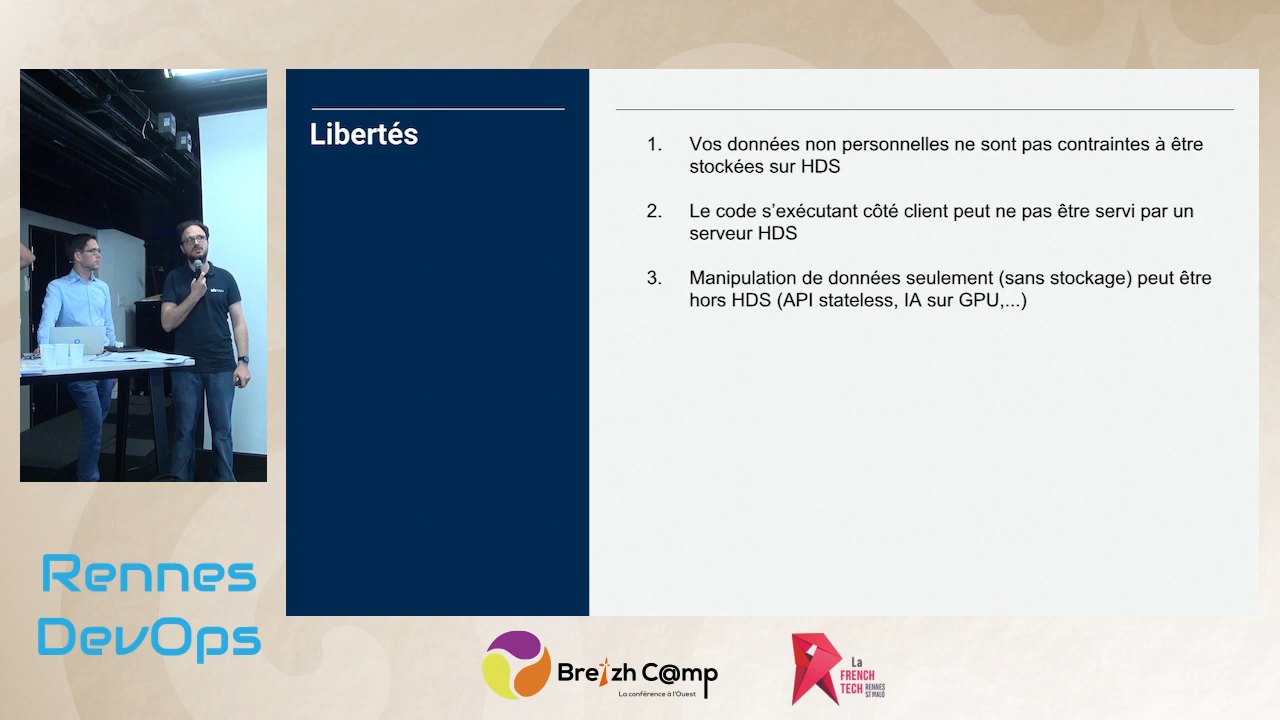 Libertés
1. Vos données non personnelles ne sont pas contraintes à être
stockées sur HDS
2. Le code s’exécutant côté client peut ne pas être servi par un
serveur HDS
3. Manipulation de données seulement (sans stockage) peut être
hors HDS (API stateless, IA sur GPU,...)
Rennes
DevOps
Breizh C@mp
La conférence à l'Ouest
La
FRENCH
TECH
RENNES
ST MALO